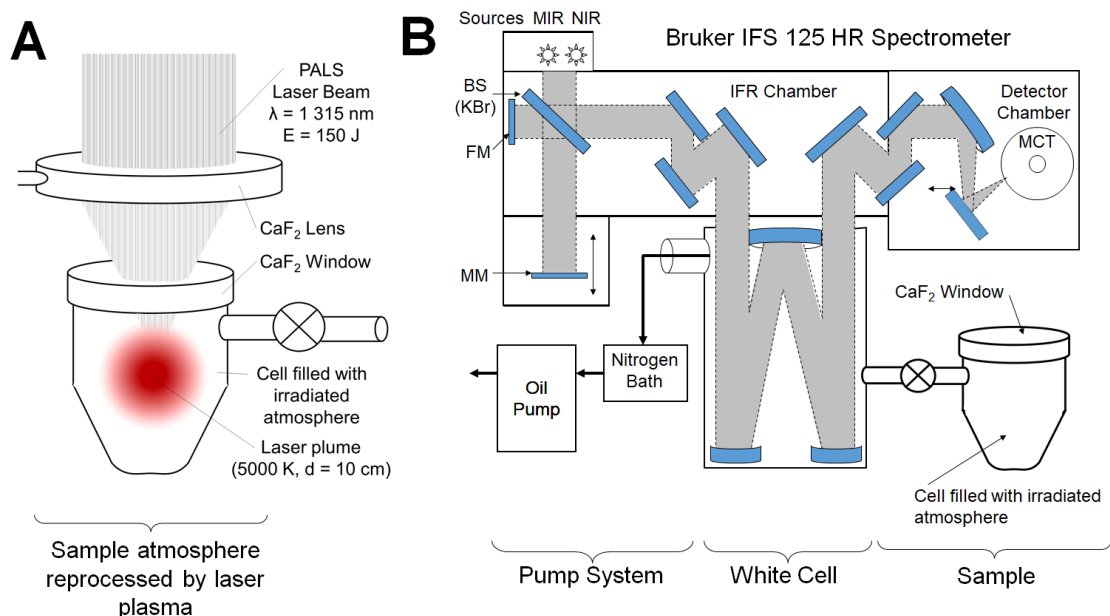 A
PALS
Laser Beam
λ = 1 315 nm
E = 150 J
CaF₂ Lens
CaF₂ Window
Cell filled with
irradiated
atmosphere
Laser plume
(5000 K, d = 10 cm)
Sample atmosphere
reprocessed by laser
plasma
B
Sources MIR NIR
Bruker IFS 125 HR Spectrometer
BS
(KBr)
FM
IFR Chamber
Detector
Chamber
MCT
MM
CaF₂
Window
Nitrogen
Bath
Oil
Pump
Cell filled with irradiated
atmosphere
Pump System
White Cell
Sample